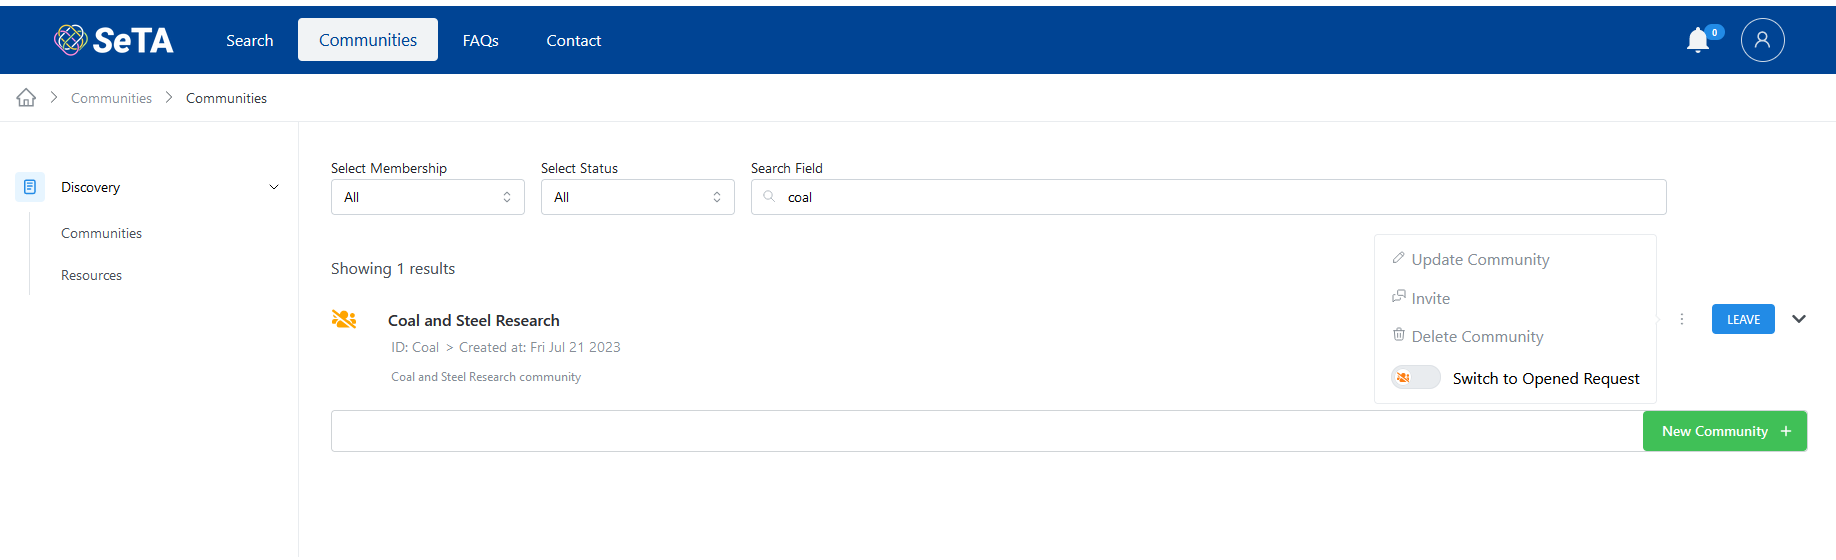 SeTA Search Communities FAQs Contact 0
Communities Communities
Discovery
Communities
Resources
Select Membership Select Status Search Field
All All coal
Showing 1 results
Coal and Steel Research
ID: Coal > Created at: Fri Jul 21 2023
Coal and Steel Research community
Update Community
Invite
Delete Community
Switch to Opened Request
LEAVE
New Community +